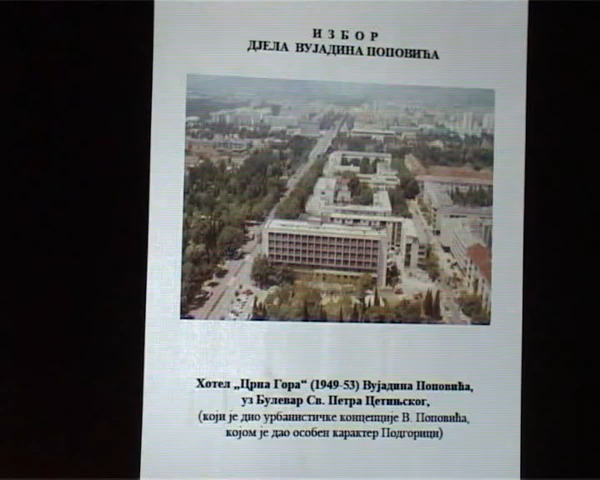 ИЗБОР
ДЈЕЛА ВУЈАДИНА ПОПОВИЋА
Хотел „Црна Гора“ (1949-53) Вујадина Поповића,
уз Булевар Св. Петра Цетињског,
(који је дио урбанистичке концепције В. Поповића,
којом је дао особен карактер Подгорици)